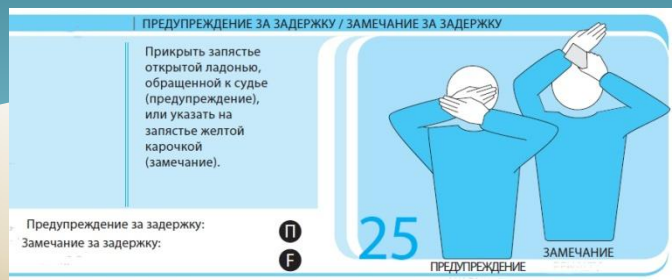 ПРЕДУПРЕЖДЕНИЕ ЗА ЗАДЕРЖКУ / ЗАМЕЧАНИЕ ЗА ЗАДЕРЖКУ
Прикрыть запястье
открытой ладонью,
обращенной к судье
(предупреждение),
или указать на
запястье желтой
карочкой
(замечание).
Предупреждение за задержку: П
Замечание за задержку: F
25
ПРЕДУПРЕЖДЕНИЕ
ЗАМЕЧАНИЕ